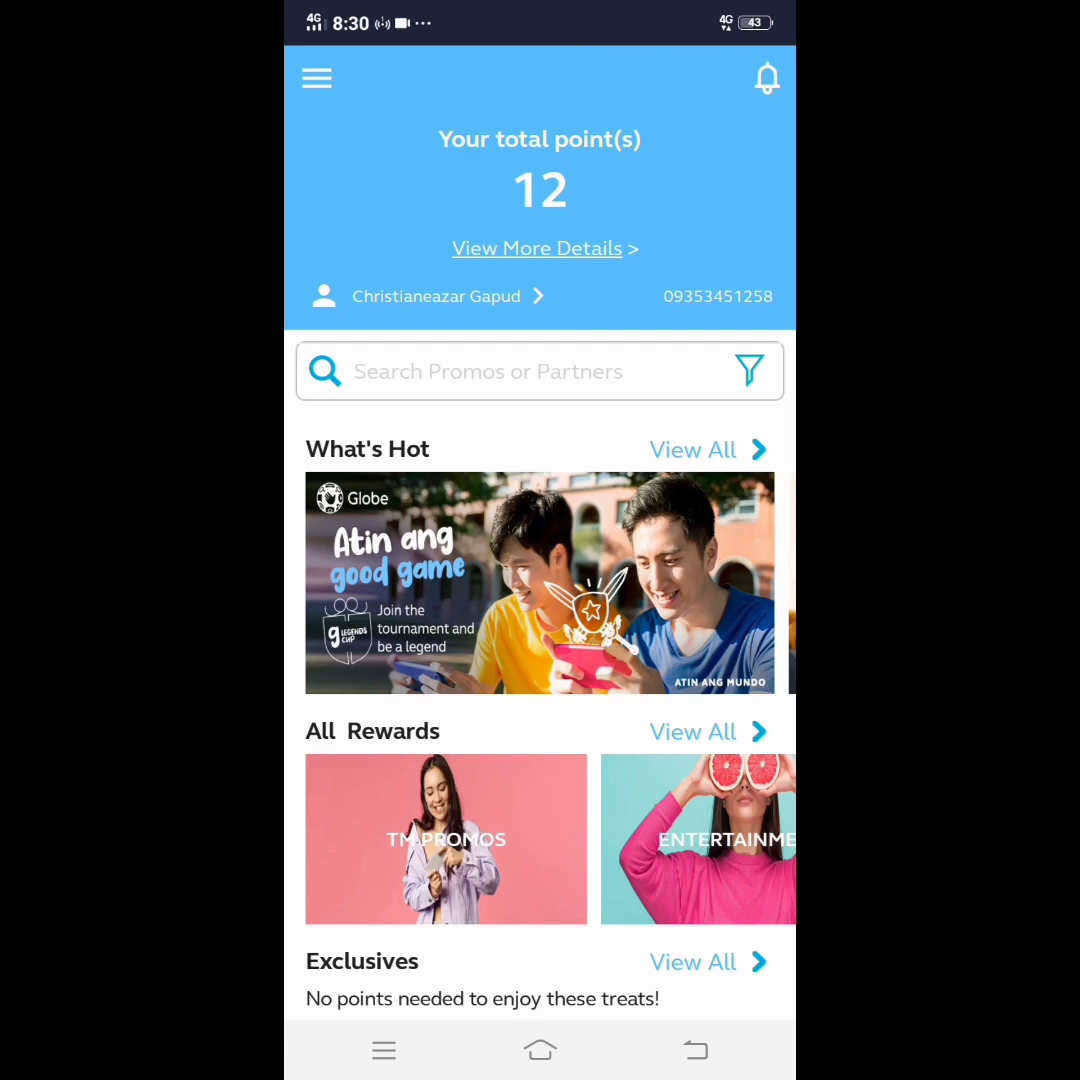 4G 8:30 ... 4G 43
Your total point(s)
12
View More Details >
Christianeazar Gapud 09353451258
Search Promos or Partners
What's Hot View All
Globe
Atin ang
good game
g LEGENDS CUP
Join the
tournament and
be a legend
ATIN ANG MUNDO
All Rewards View All
TM PROMOS ENTERTAINME
Exclusives View All
No points needed to enjoy these treats!